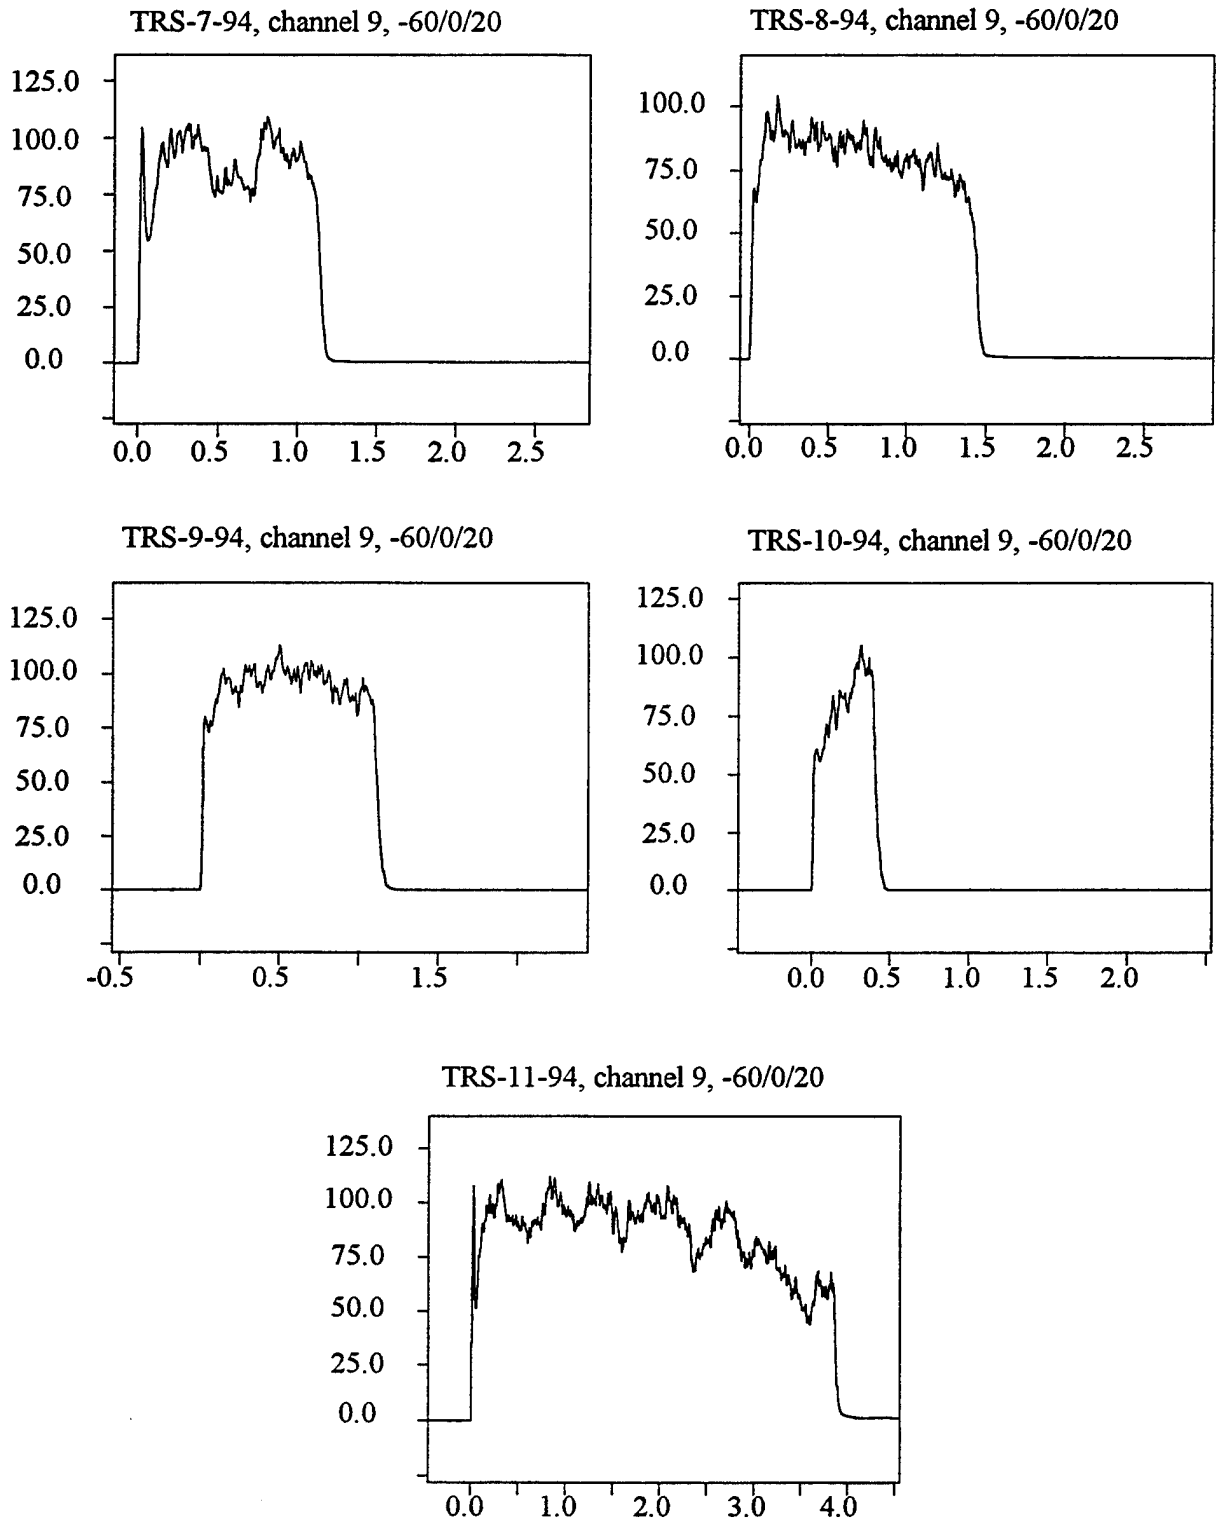 TRS-7-94, channel 9, -60/0/20
125.0
100.0
75.0
50.0
25.0
0.0
0.0 0.5 1.0 1.5 2.0 2.5
TRS-8-94, channel 9, -60/0/20
100.0
75.0
50.0
25.0
0.0
0.0 0.5 1.0 1.5 2.0 2.5
TRS-9-94, channel 9, -60/0/20
125.0
100.0
75.0
50.0
25.0
0.0
-0.5 0.5 1.5
TRS-10-94, channel 9, -60/0/20
125.0
100.0
75.0
50.0
25.0
0.0
0.0 0.5 1.0 1.5 2.0
TRS-11-94, channel 9, -60/0/20
125.0
100.0
75.0
50.0
25.0
0.0
0.0 1.0 2.0 3.0 4.0